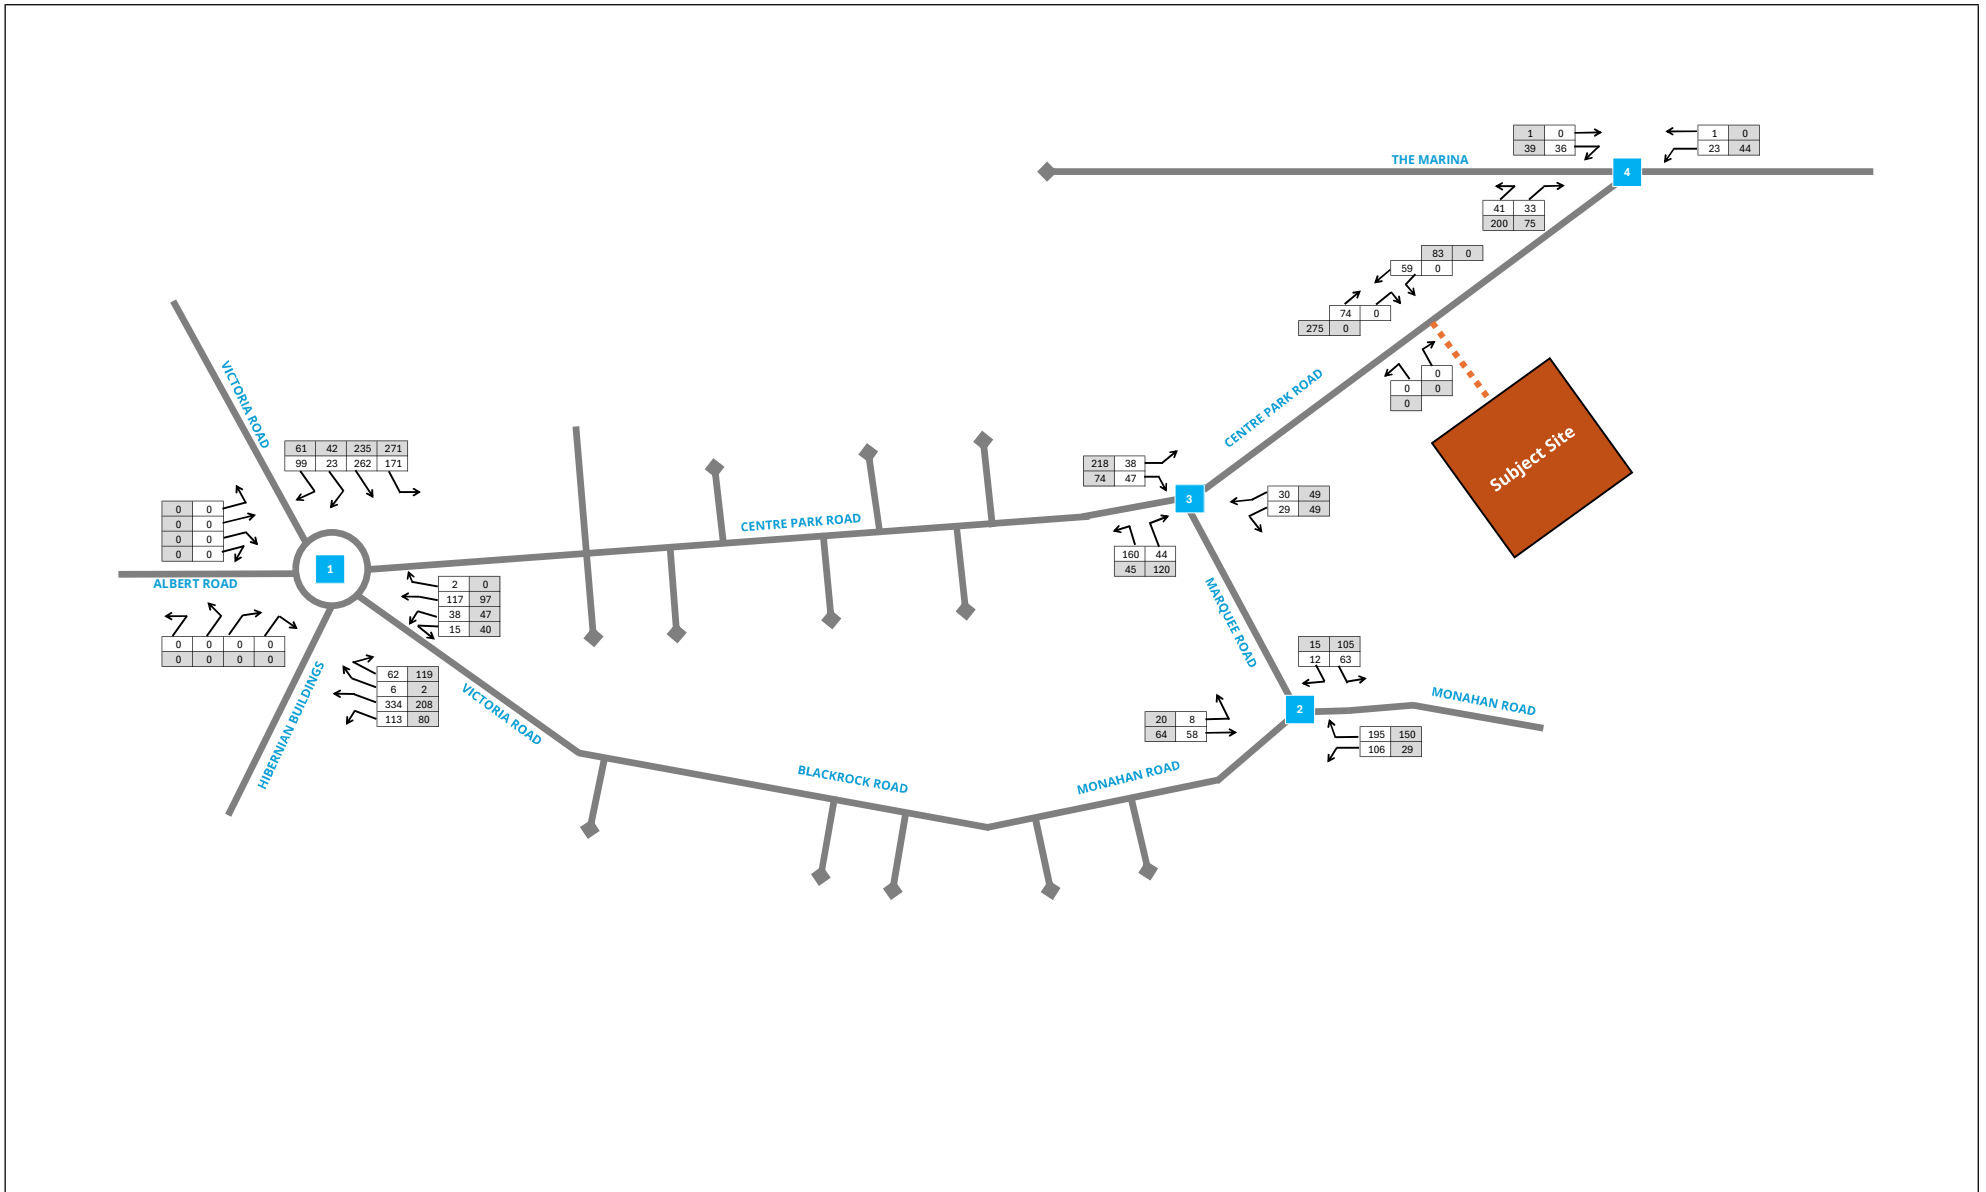 1 0
39 36
1 0
23 44
THE MARINA
4
41 33
200 75
83 0
59 0
74 0
275 0
0
0 0
0
CENTRE PARK ROAD
Subject Site
VICTORIA ROAD
61 42 235 271
99 23 262 171
218 38
74 47
3
30 49
29 49
0 0
0 0
0 0
0 0
CENTRE PARK ROAD
1
ALBERT ROAD
160 44
45 120
2 0
117 97
38 47
15 40
MARQUEE ROAD
0 0 0 0
0 0 0 0
15 105
12 63
HIBERNIAN BUILDINGS
62 119
6 2
334 208
113 80
VICTORIA ROAD
MONAHAN ROAD
2
20 8
64 58
195 150
106 29
BLACKROCK ROAD
MONAHAN ROAD